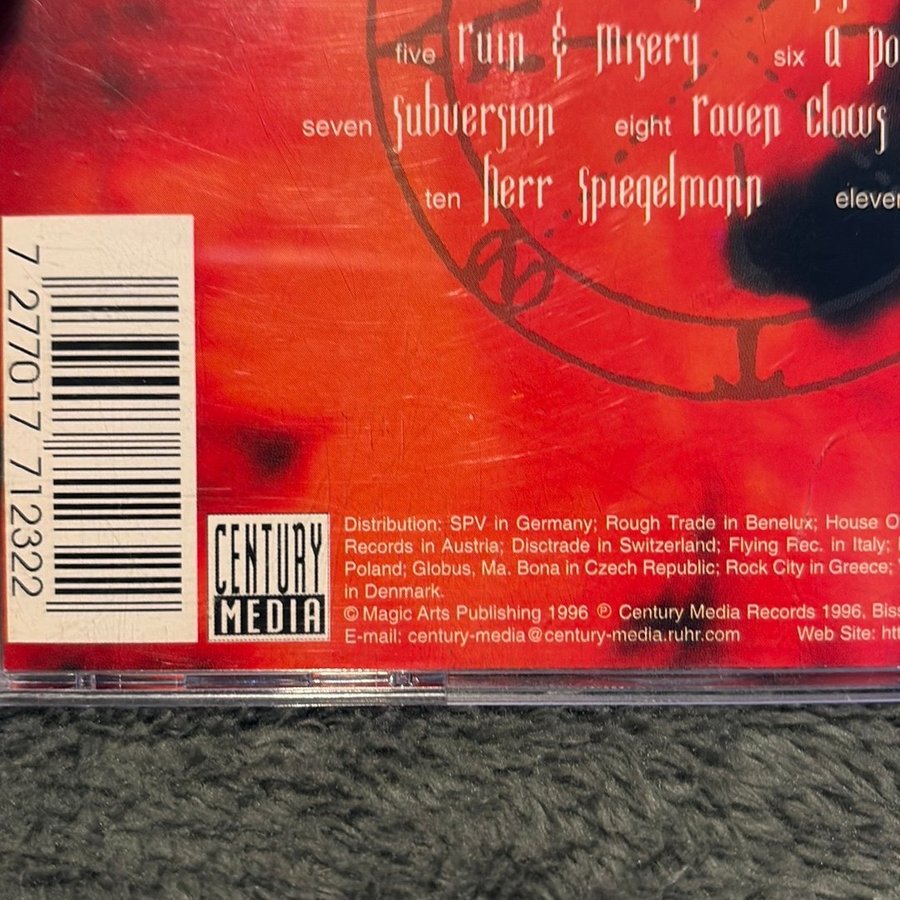 five ruin & misery six a po
seven subversion eight raven claws
ten herr spiegelmann eleven
7 277017 712322
CENTURY
MEDIA
Distribution: SPV in Germany; Rough Trade in Benelux; House O
Records in Austria; Disctrade in Switzerland; Flying Rec. in Italy;
Poland; Globus, Ma. Bona in Czech Republic; Rock City in Greece;
in Denmark.
© Magic Arts Publishing 1996 ℗ Century Media Records 1996, Biss
E-mail: century-media@century-media.ruhr.com Web Site: htt